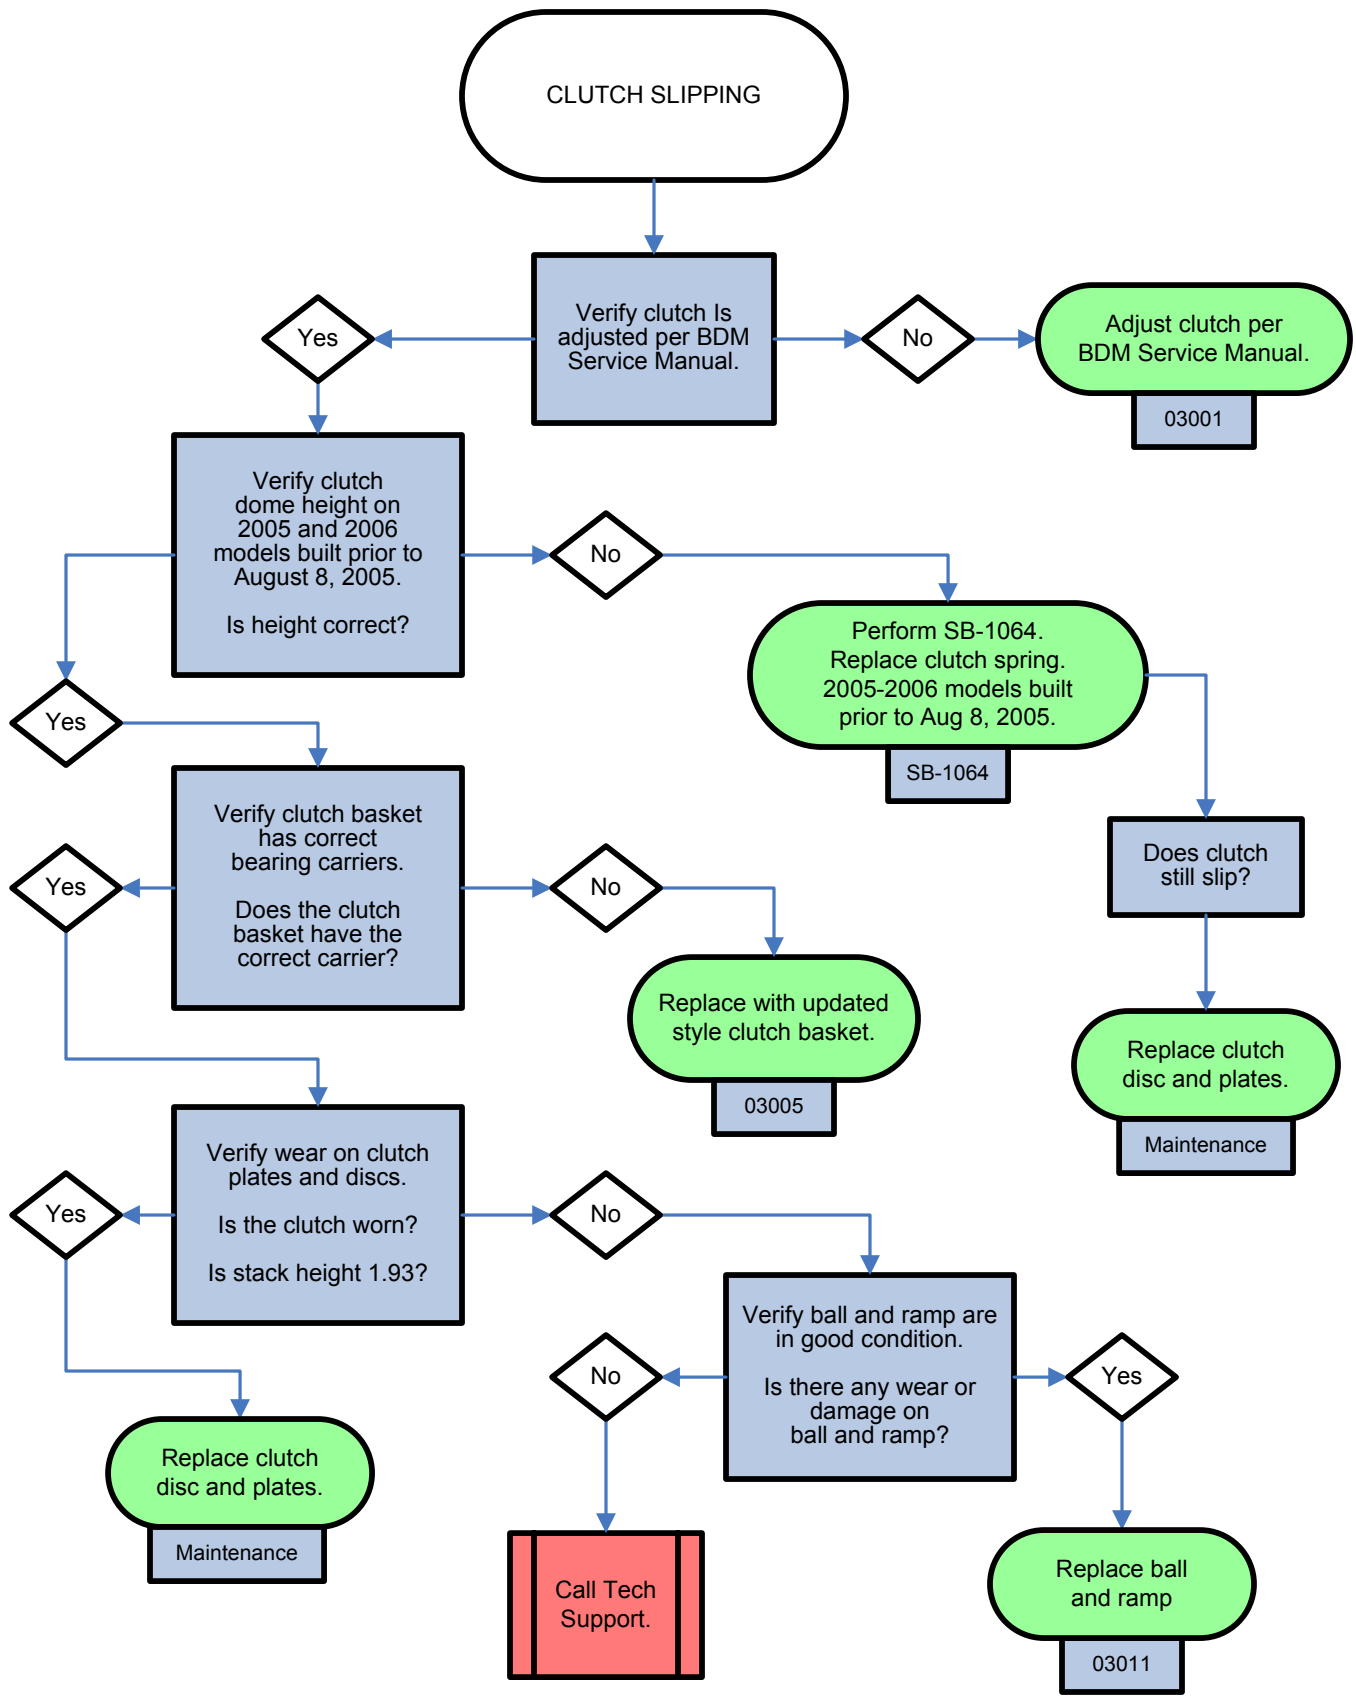 CLUTCH SLIPPING
Verify clutch Is
adjusted per BDM
Service Manual.
Yes
No
Adjust clutch per
BDM Service Manual.
03001
Verify clutch
dome height on
2005 and 2006
models built prior to
August 8, 2005.
Is height correct?
No
Perform SB-1064.
Replace clutch spring.
2005-2006 models built
prior to Aug 8, 2005.
SB-1064
Yes
Verify clutch basket
has correct
bearing carriers.
Does the clutch
basket have the
correct carrier?
Yes
No
Does clutch
still slip?
Replace with updated
style clutch basket.
03005
Replace clutch
disc and plates.
Maintenance
Verify wear on clutch
plates and discs.
Is the clutch worn?
Is stack height 1.93?
Yes
No
Verify ball and ramp are
in good condition.
Is there any wear or
damage on
ball and ramp?
No
Yes
Replace clutch
disc and plates.
Maintenance
Call Tech
Support.
Replace ball
and ramp
03011